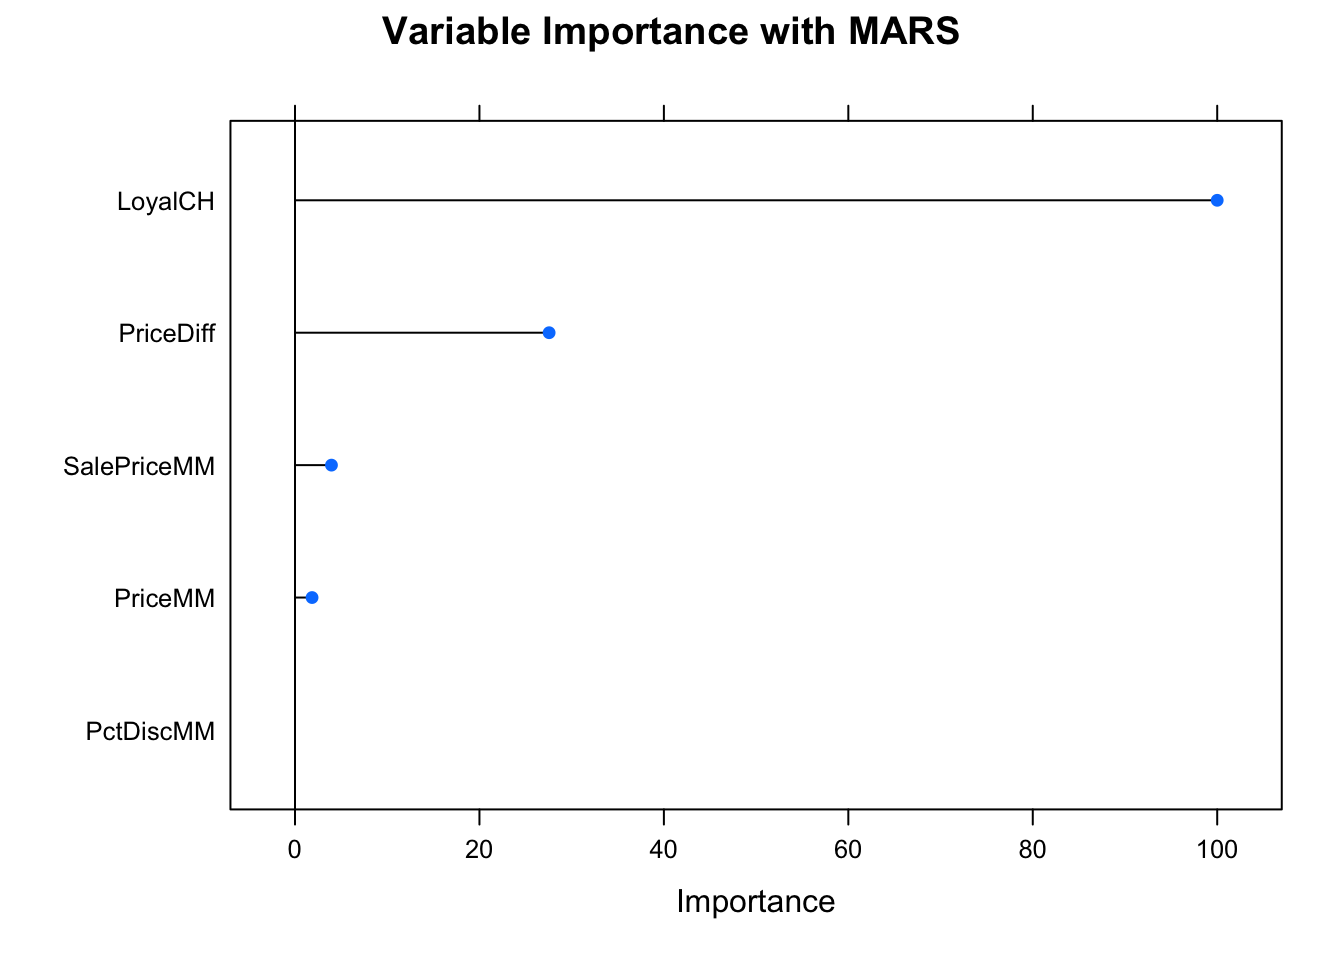 Variable Importance with MARS
LoyalCH
PriceDiff
SalePriceMM
PriceMM
PctDiscMM
0 20 40 60 80 100
Importance